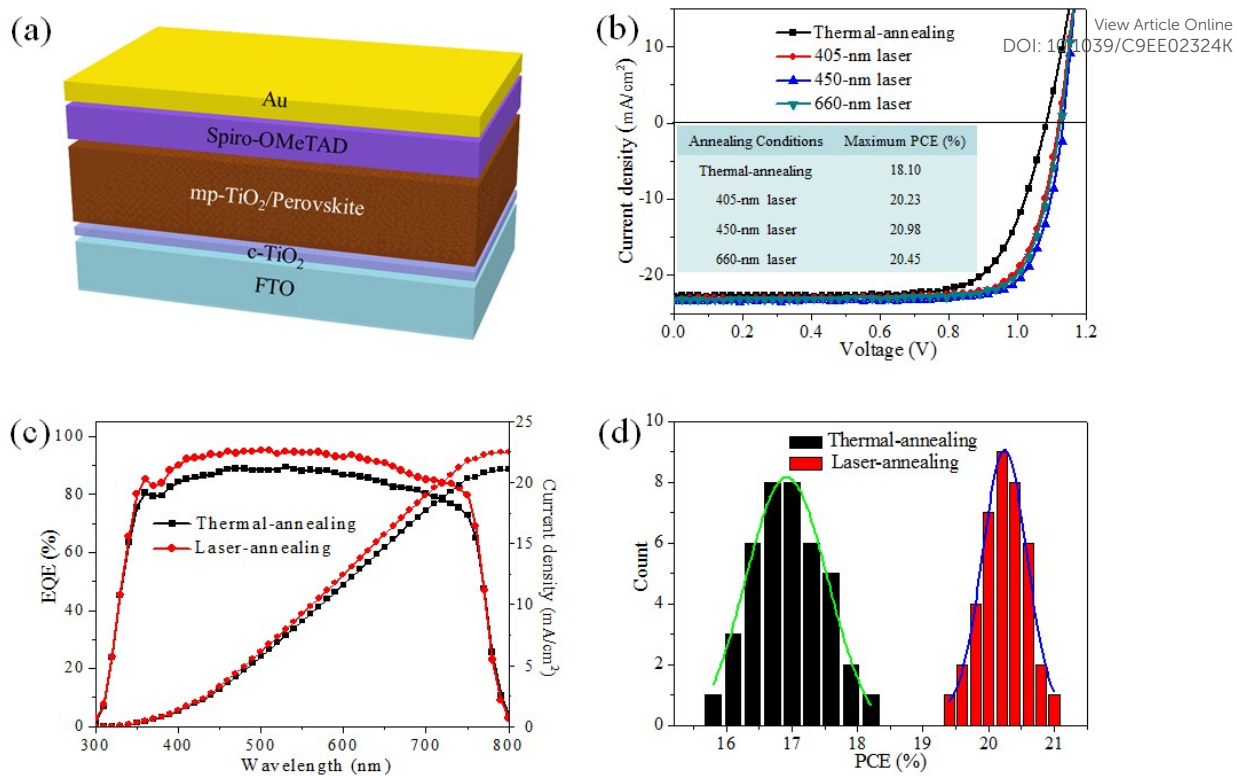 View Article Online
DOI: 10.1039/C9EE02324K
(a)
Au
Spiro-OMeTAD
mp-TiO₂/Perovskite
c-TiO₂
FTO
(b)
Thermal-annealing
405-nm laser
450-nm laser
660-nm laser
Annealing Conditions Maximum PCE (%)
Thermal-annealing 18.10
405-nm laser 20.23
450-nm laser 20.98
660-nm laser 20.45
Current density (mA/cm²)
10
0
-10
-20
0.0 0.2 0.4 0.6 0.8 1.0 1.2
Voltage (V)
(c)
Thermal-annealing
Laser-annealing
EQE (%)
100
80
60
40
20
0
300 400 500 600 700 800
Wavelength (nm)
25
20
15
10
5
0
Current density (mA/cm²)
(d)
Thermal-annealing
Laser-annealing
Count
10
8
6
4
2
0
16 17 18 19 20 21
PCE (%)